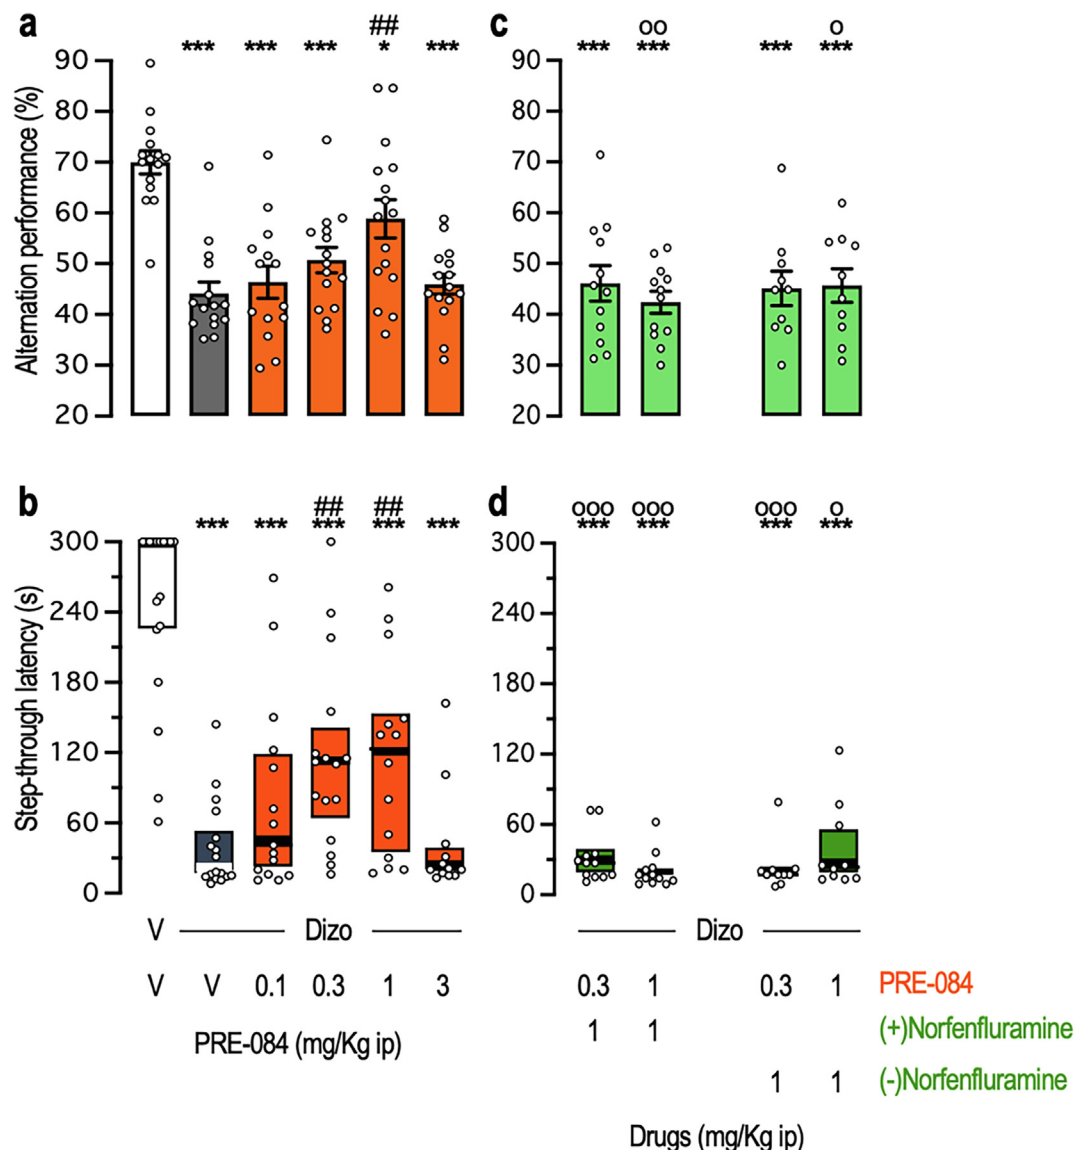 a
## 
*** *** *** * ***
Alternation performance (%)
90
80
70
60
50
40
30
20
c
oo o
*** *** *** ***
90
80
70
60
50
40
30
20
b
## ##
*** *** *** *** ***
Step-through latency (s)
300
240
180
120
60
0
d
ooo ooo ooo o
*** *** *** ***
300
240
180
120
60
0
V Dizo Dizo
V V 0.1 0.3 1 3 0.3 1 0.3 1 PRE-084
1 1 (+)Norfenfluramine
PRE-084 (mg/Kg ip)
1 1 (-)Norfenfluramine
Drugs (mg/Kg ip)